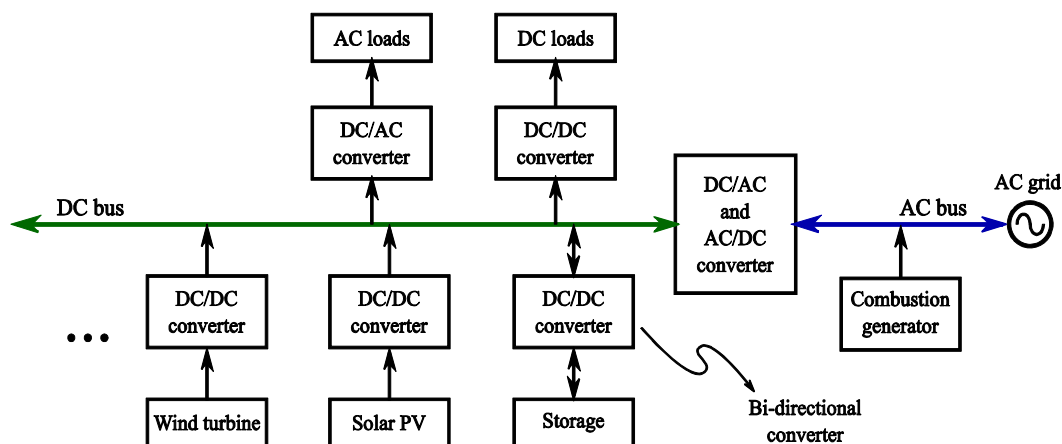 AC loads
DC loads
DC/AC
converter
DC/DC
converter
DC/AC
and
AC/DC
converter
AC grid
DC bus
AC bus
DC/DC
converter
DC/DC
converter
DC/DC
converter
Combustion
generator
...
Wind turbine
Solar PV
Storage
Bi-directional
converter